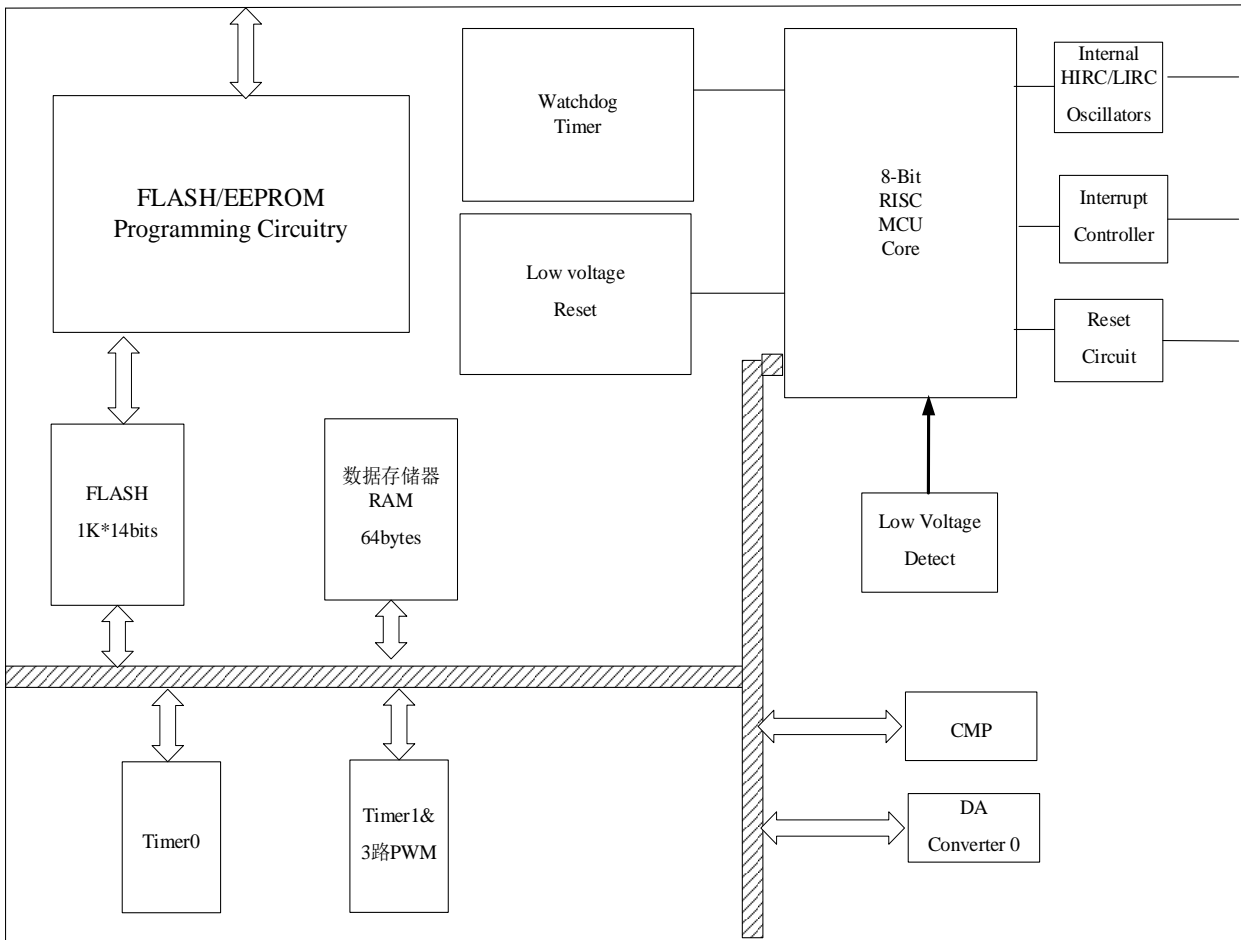 FLASH/EEPROM
Programming Circuitry
Watchdog
Timer
Low voltage
Reset
8-Bit
RISC
MCU
Core
Internal
HIRC/LIRC
Oscillators
Interrupt
Controller
Reset
Circuit
FLASH
1K*14bits
数据存储器
RAM
64bytes
Low Voltage
Detect
Timer0
Timer1&
3路PWM
CMP
DA
Converter 0